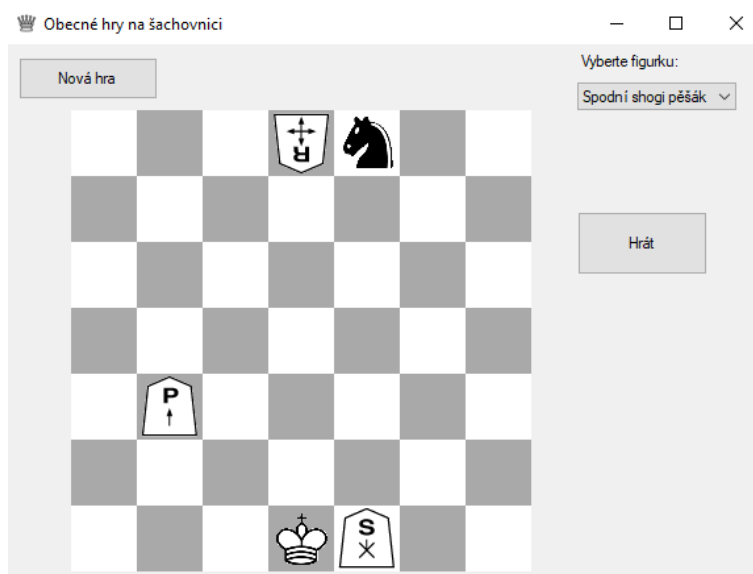 Obecné hry na šachovnici
Vyberte figurku:
Nová hra
Spodní shogi pěšák
R
Hrát
P
S